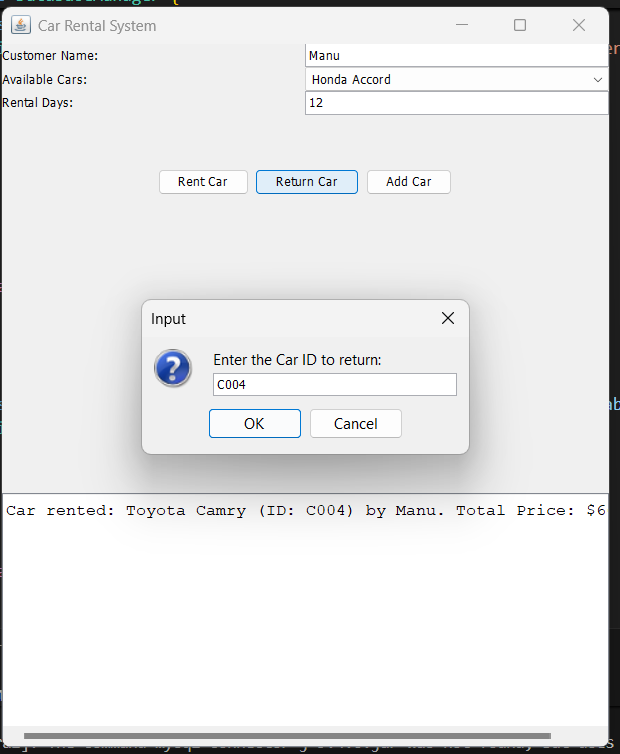 Car Rental System
Customer Name: Manu
Available Cars: Honda Accord
Rental Days: 12
Rent Car Return Car Add Car
Input
Enter the Car ID to return:
C004
OK Cancel
Car rented: Toyota Camry (ID: C004) by Manu. Total Price: $6